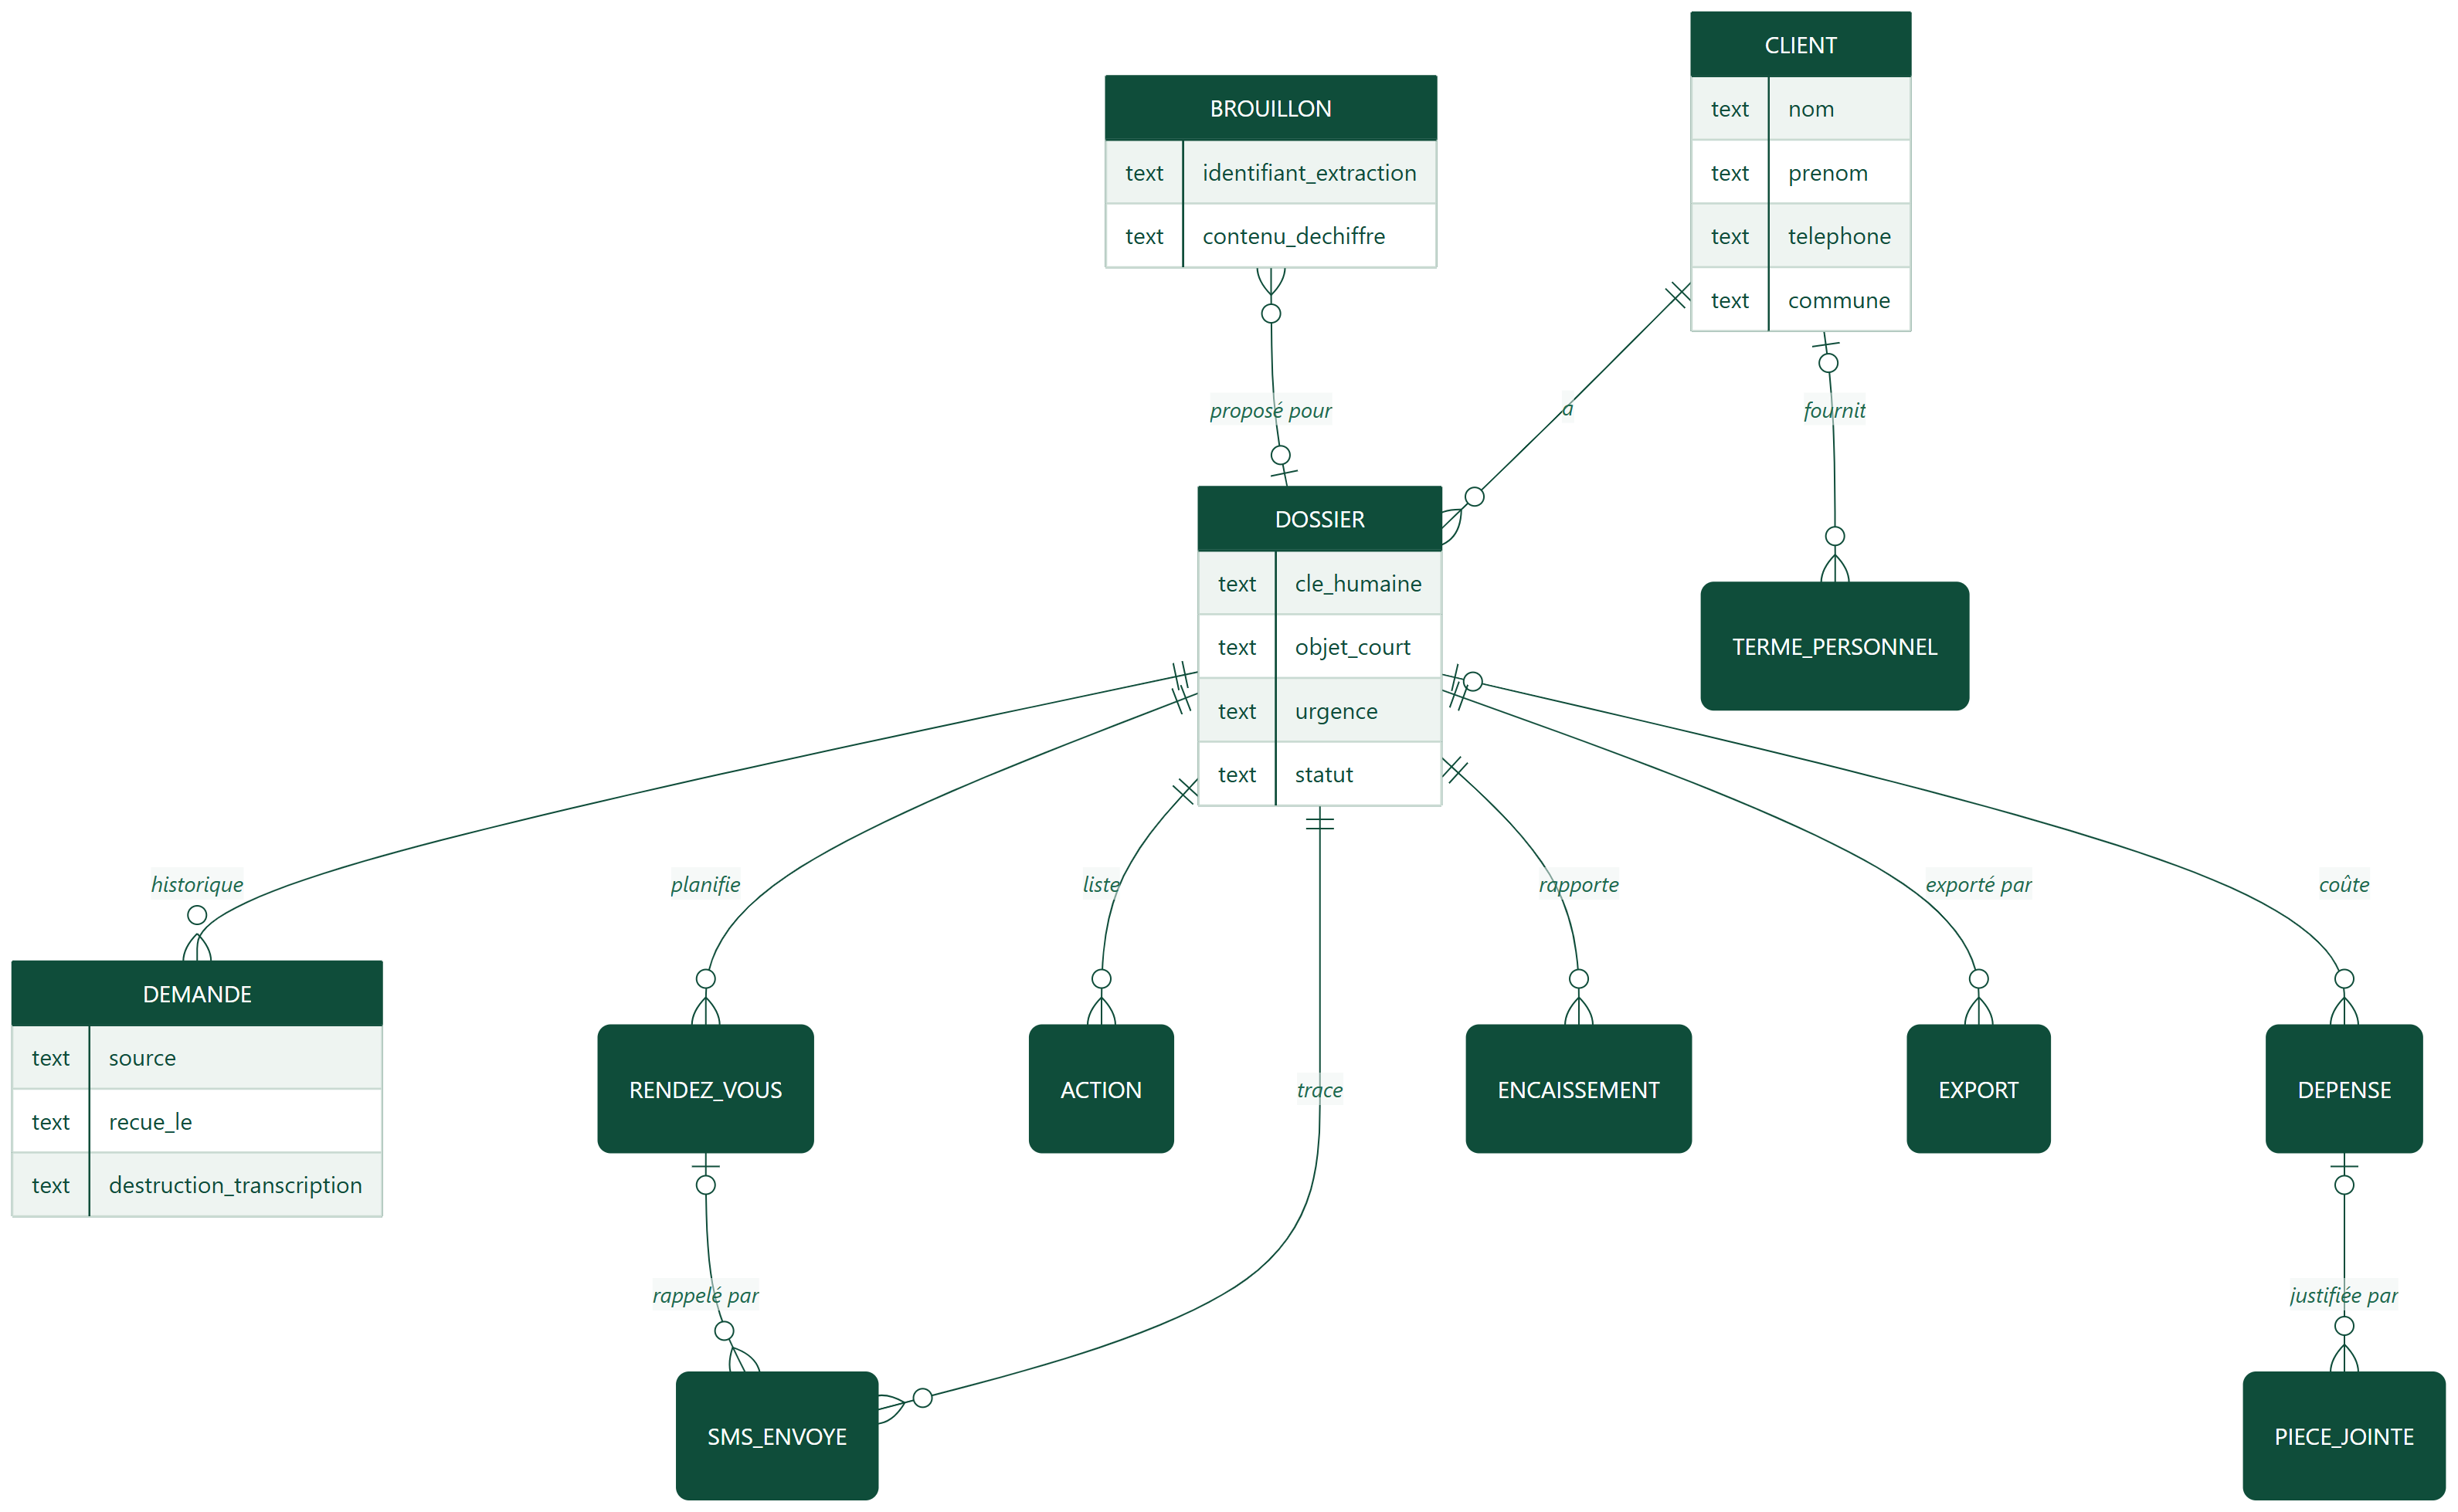 CLIENT
text nom
text prenom
text telephone
text commune
BROUILLON
text identifiant_extraction
text contenu_dechiffre
proposé pour
a
fournit
DOSSIER
text cle_humaine
text objet_court
text urgence
text statut
TERME_PERSONNEL
historique
planifie
liste
rapporte
exporté par
coûte
DEMANDE
text source
text recue_le
text destruction_transcription
RENDEZ_VOUS
ACTION
trace
ENCAISSEMENT
EXPORT
DEPENSE
rappelé par
justifiée par
SMS_ENVOYE
PIECE_JOINTE